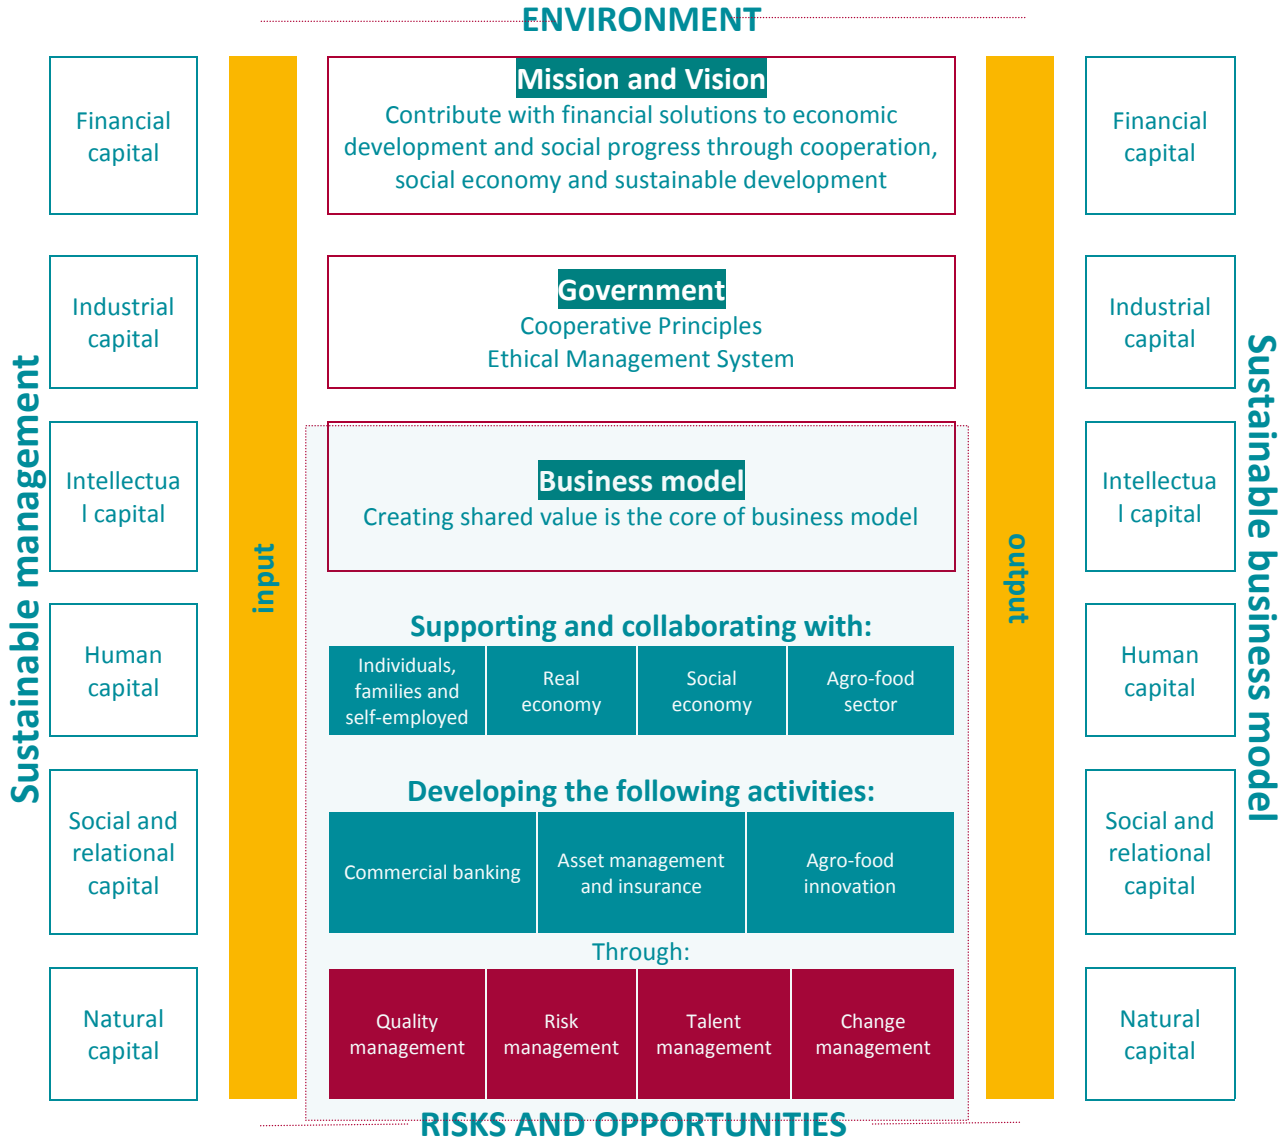 ENVIRONMENT
Sustainable management
Financial
capital
Industrial
capital
Intellectua
l capital
Human
capital
Social and
relational
capital
Natural
capital
input
Mission and Vision
Contribute with financial solutions to economic
development and social progress through cooperation,
social economy and sustainable development
Government
Cooperative Principles
Ethical Management System
Business model
Creating shared value is the core of business model
Supporting and collaborating with:
Individuals,
families and
self-employed
Real
economy
Social
economy
Agro-food
sector
Developing the following activities:
Commercial banking
Asset management
and insurance
Agro-food
innovation
Through:
Quality
management
Risk
management
Talent
management
Change
management
output
Financial
capital
Industrial
capital
Intellectua
l capital
Human
capital
Social and
relational
capital
Natural
capital
Sustainable business model
RISKS AND OPPORTUNITIES